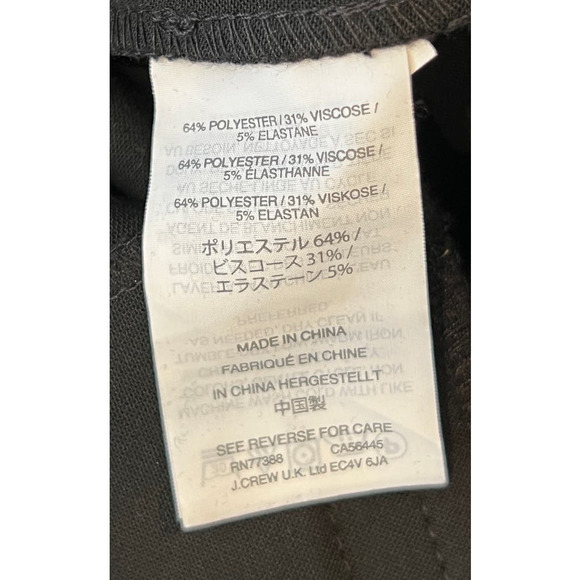 64% POLYESTER / 31% VISCOSE /
5% ELASTANE
64% POLYESTER / 31% VISCOSE /
5% ÉLASTHANNE
64% POLYESTER / 31% VISKOSE /
5% ELASTAN
ポリエステル 64% /
ビスコース 31% /
エラステーン 5%
MADE IN CHINA
FABRIQUÉ EN CHINE
IN CHINA HERGESTELLT
中国製
SEE REVERSE FOR CARE
RN77388 CA56445
J.CREW U.K. Ltd EC4V 6JA